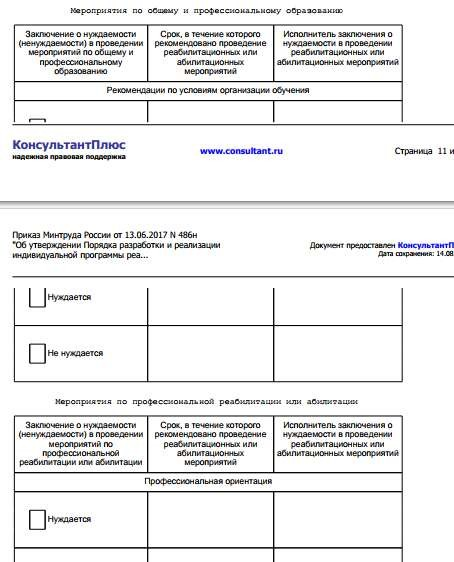 Мероприятия по общему и профессиональному образованию
Заключение о нуждаемости
(ненуждаемости) в проведении
мероприятий по общему и
профессиональному
образованию
Срок, в течение которого
рекомендовано проведение
реабилитационных или
абилитационных
мероприятий
Исполнитель заключения о
нуждаемости в проведении
реабилитационных или
абилитационных мероприятий
Рекомендации по условиям организации обучения
КонсультантПлюс
надежная правовая поддержка
www.consultant.ru
Страница 11 и
Приказ Минтруда России от 13.06.2017 N 486н
"Об утверждении Порядка разработки и реализации
индивидуальной программы реа...
Документ предоставлен КонсультантП
Дата сохранения: 14.08
Нуждается
Не нуждается
Мероприятия по профессиональной реабилитации или абилитации
Заключение о нуждаемости
(ненуждаемости) в проведении
мероприятий по
профессиональной
реабилитации или абилитации
Срок, в течение которого
рекомендовано проведение
реабилитационных или
абилитационных
мероприятий
Исполнитель заключения о
нуждаемости в проведении
реабилитационных или
абилитационных мероприятий
Профессиональная ориентация
Нуждается